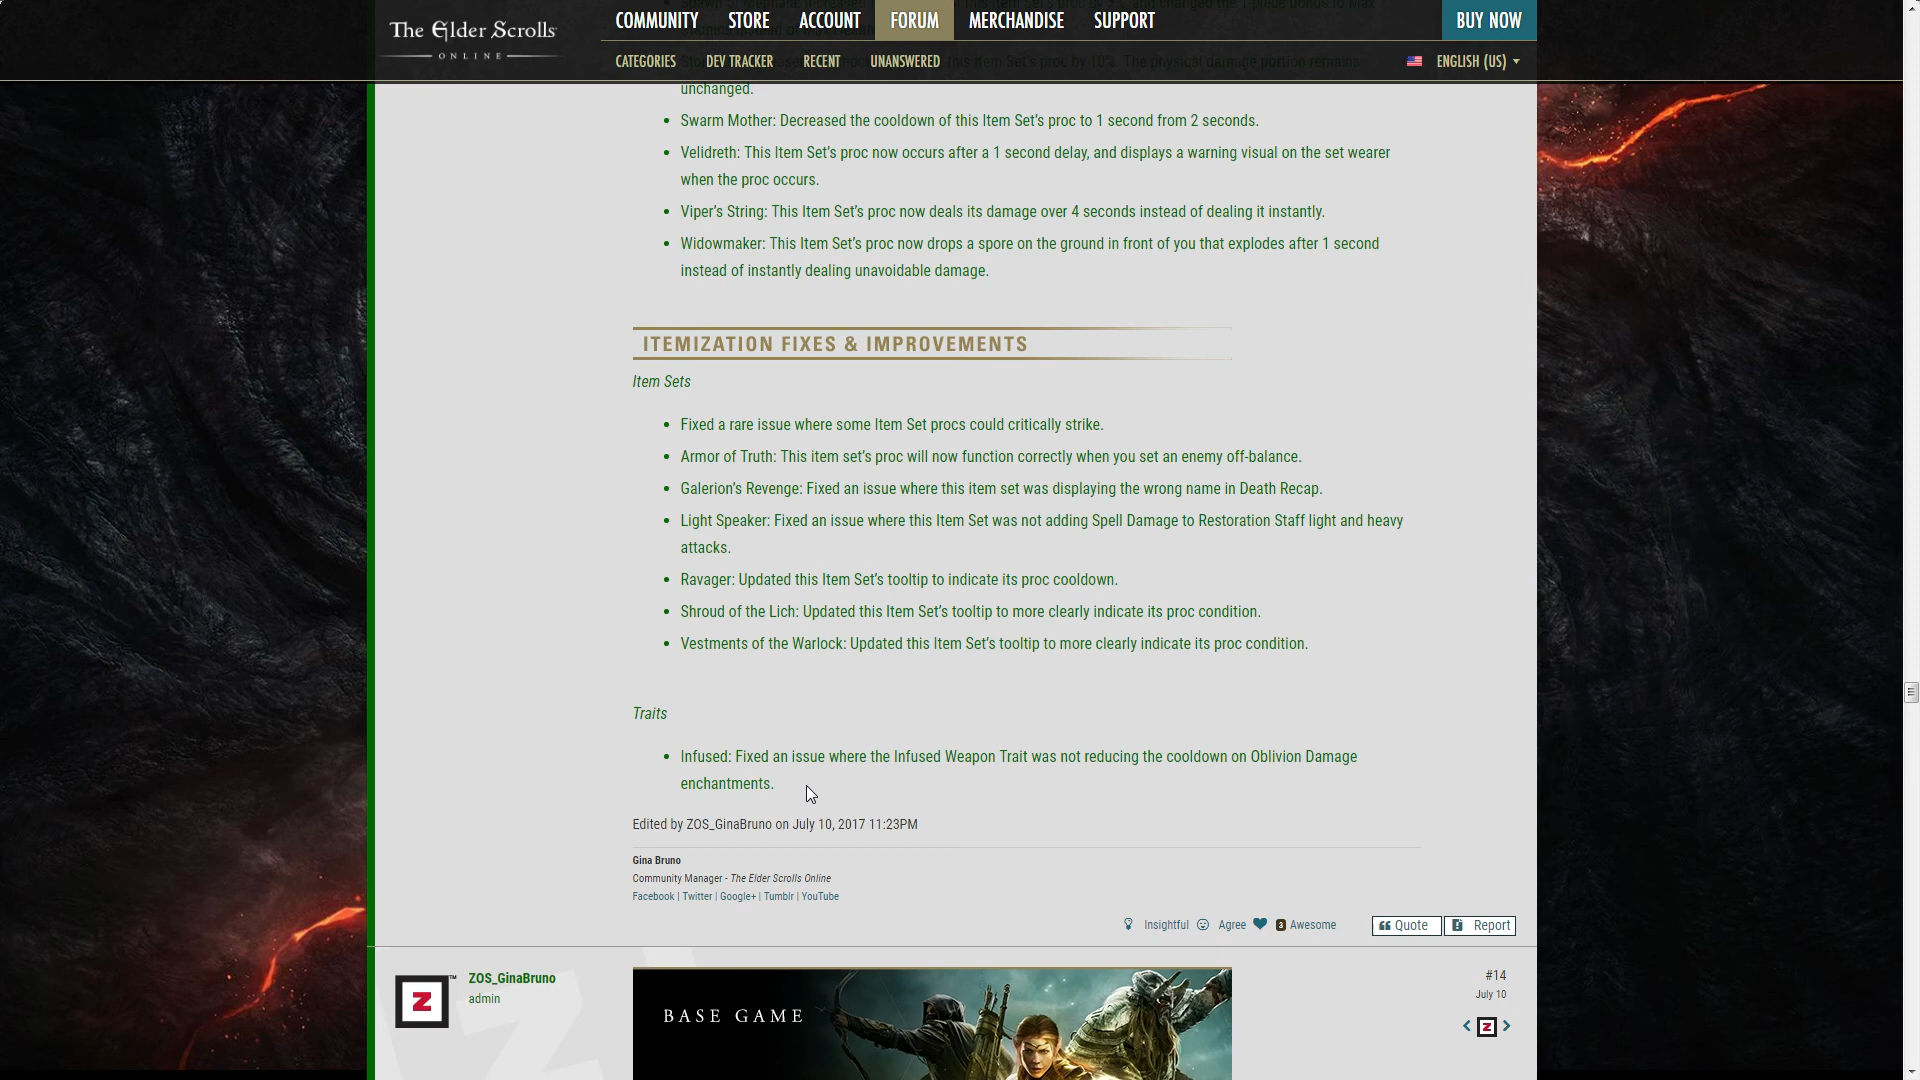 The Elder Scrolls
ONLINE
COMMUNITY STORE ACCOUNT FORUM MERCHANDISE SUPPORT BUY NOW
CATEGORIES DEV TRACKER RECENT UNANSWERED ENGLISH (US)
this Item Set's proc by 10%. The physical damage portion remains
unchanged.
Swarm Mother: Decreased the cooldown of this Item Set's proc to 1 second from 2 seconds.
Velidreth: This Item Set's proc now occurs after a 1 second delay, and displays a warning visual on the set wearer
when the proc occurs.
Viper's String: This Item Set's proc now deals its damage over 4 seconds instead of dealing it instantly.
Widowmaker: This Item Set's proc now drops a spore on the ground in front of you that explodes after 1 second
instead of instantly dealing unavoidable damage.
ITEMIZATION FIXES & IMPROVEMENTS
Item Sets
Fixed a rare issue where some Item Set procs could critically strike.
Armor of Truth: This item set's proc will now function correctly when you set an enemy off-balance.
Galerion's Revenge: Fixed an issue where this item set was displaying the wrong name in Death Recap.
Light Speaker: Fixed an issue where this Item Set was not adding Spell Damage to Restoration Staff light and heavy
attacks.
Ravager: Updated this Item Set's tooltip to indicate its proc cooldown.
Shroud of the Lich: Updated this Item Set's tooltip to more clearly indicate its proc condition.
Vestments of the Warlock: Updated this Item Set's tooltip to more clearly indicate its proc condition.
Traits
Infused: Fixed an issue where the Infused Weapon Trait was not reducing the cooldown on Oblivion Damage
enchantments.
Edited by ZOS_GinaBruno on July 10, 2017 11:23PM
Gina Bruno
Community Manager - The Elder Scrolls Online
Facebook | Twitter | Google+ | Tumblr | YouTube
Insightful Agree 3 Awesome Quote Report
ZOS_GinaBruno
admin
BASE GAME
#14
July 10